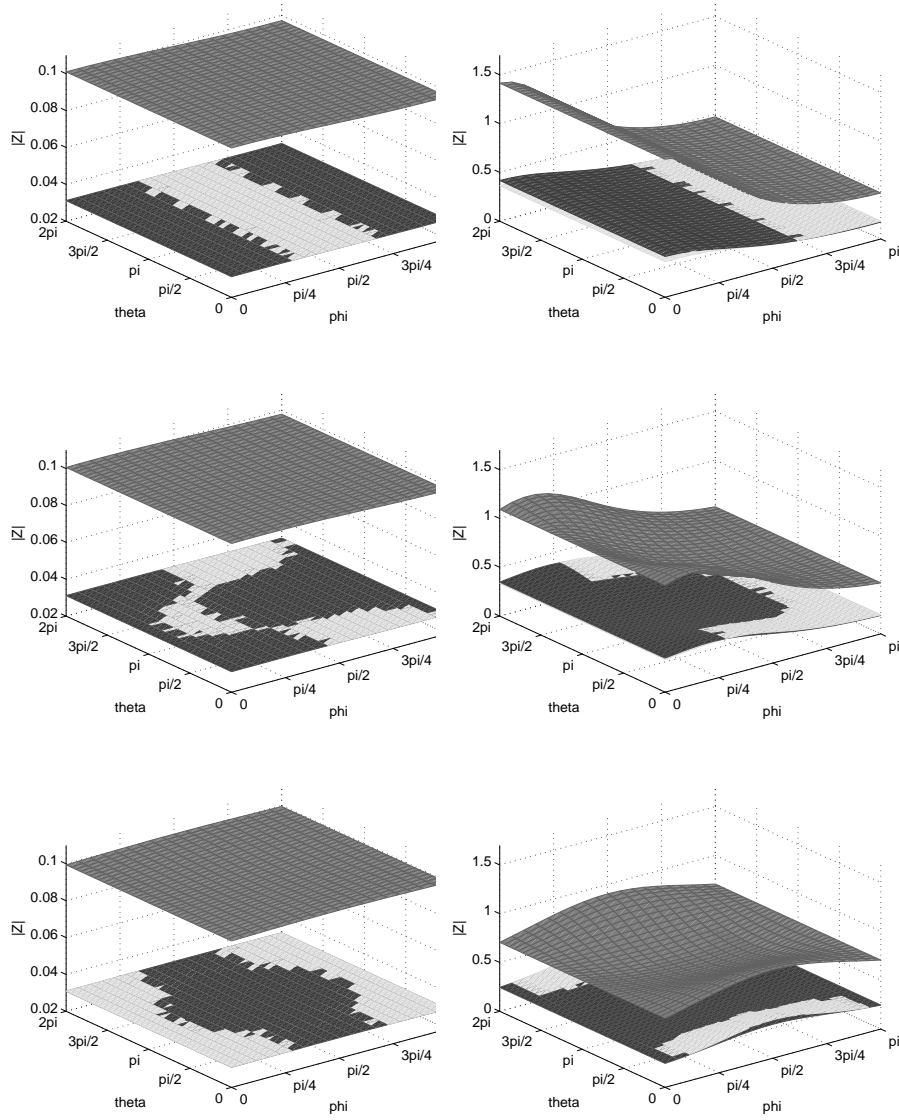 0.1
0.08
0.06
0.04
0.02
|Z|
2pi
3pi/2
pi
pi/2
0
theta
0
pi/4
pi/2
3pi/4
phi
1.5
1
0.5
0
|Z|
2pi
3pi/2
pi
pi/2
0
theta
0
pi/4
pi/2
3pi/4
pi
phi
0.1
0.08
0.06
0.04
0.02
|Z|
2pi
3pi/2
pi
pi/2
0
theta
0
pi/4
pi/2
3pi/4
phi
1.5
1
0.5
0
|Z|
2pi
3pi/2
pi
pi/2
0
theta
0
pi/4
pi/2
3pi/4
pi
phi
0.1
0.08
0.06
0.04
0.02
|Z|
2pi
3pi/2
pi
pi/2
0
theta
0
pi/4
pi/2
3pi/4
phi
1.5
1
0.5
0
|Z|
2pi
3pi/2
pi
pi/2
0
theta
0
pi/4
pi/2
3pi/4
pi
phi